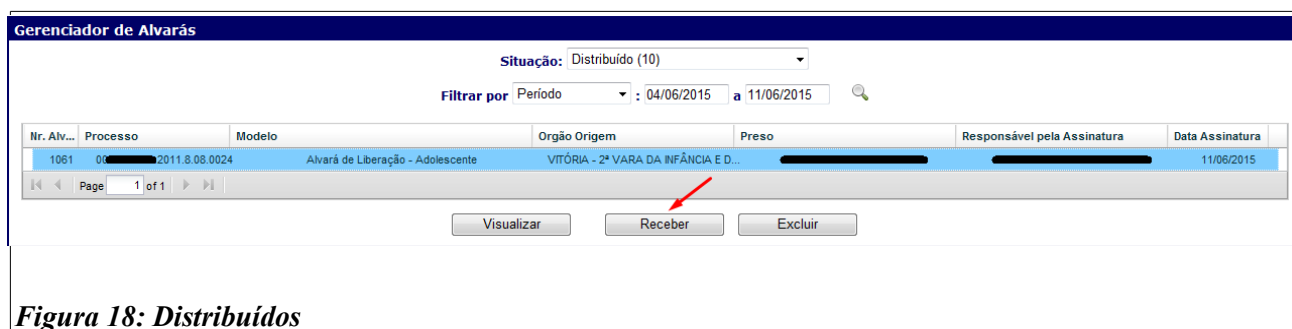 Gerenciador de Alvarás
Situação: Distribuído (10)
Filtrar por Período : 04/06/2015 a 11/06/2015
Nr. Alv... Processo Modelo Orgão Origem Preso Responsável pela Assinatura Data Assinatura
1061 00 2011.8.08.0024 Alvará de Liberação - Adolescente VITÓRIA - 2ª VARA DA INFÂNCIA E D... 11/06/2015
Page 1 of 1
Visualizar Receber Excluir
Figura 18: Distribuídos